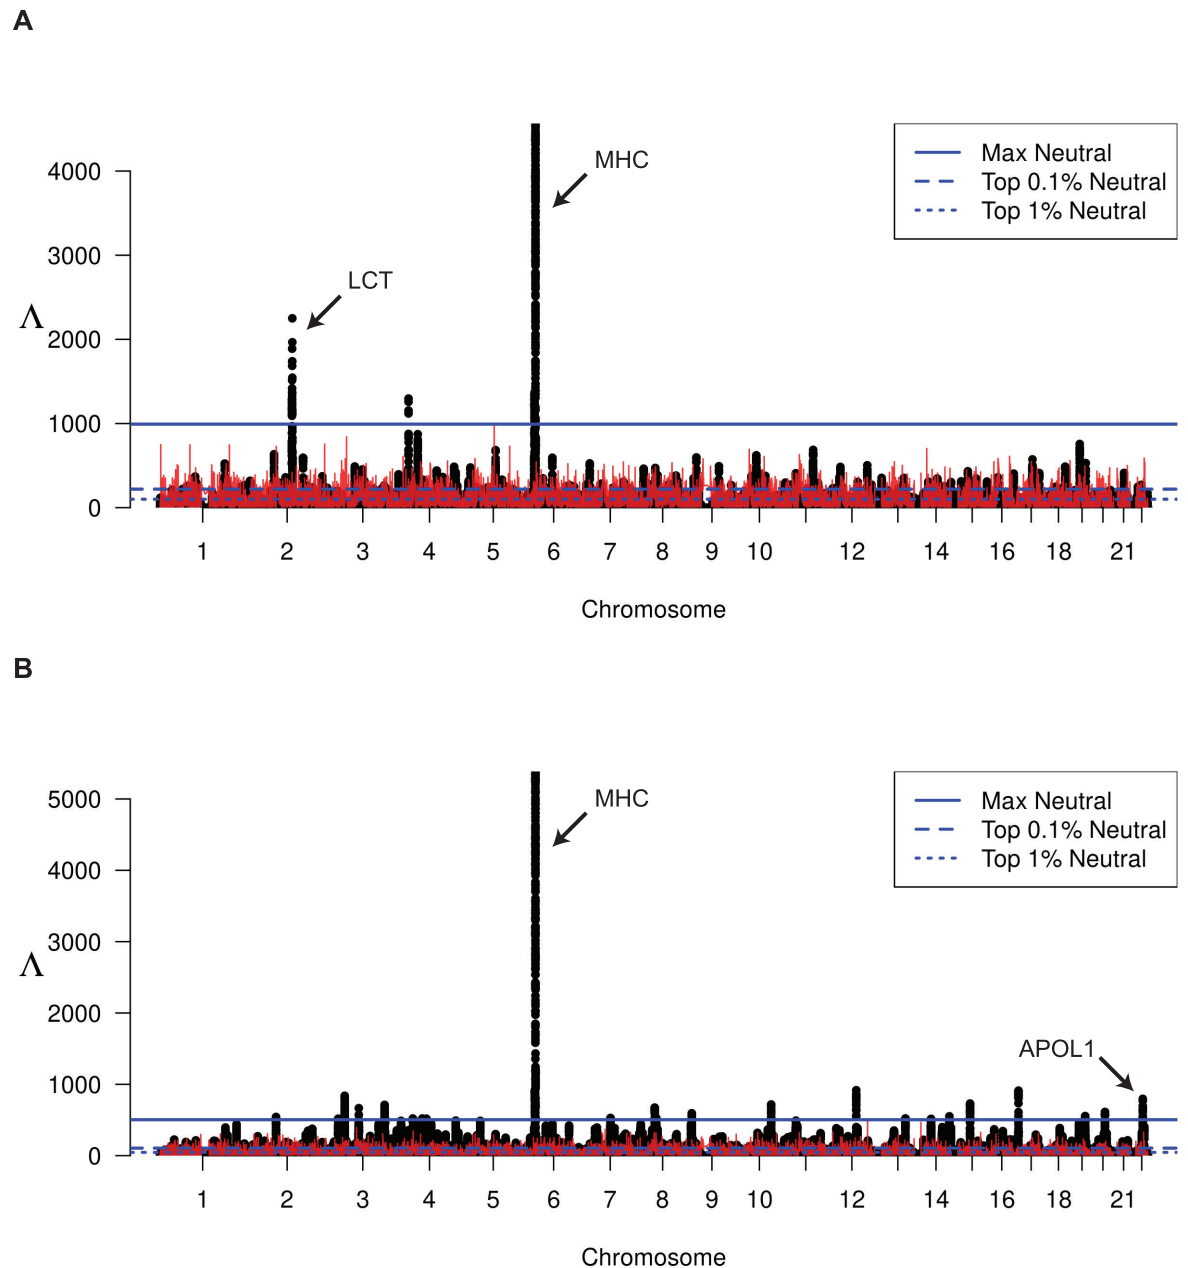 A
Max Neutral
Top 0.1% Neutral
Top 1% Neutral
MHC
LCT
Λ
4000
3000
2000
1000
0
1 2 3 4 5 6 7 8 9 10 12 14 16 18 21
Chromosome
B
Max Neutral
Top 0.1% Neutral
Top 1% Neutral
MHC
APOL1
Λ
5000
4000
3000
2000
1000
0
1 2 3 4 5 6 7 8 9 10 12 14 16 18 21
Chromosome